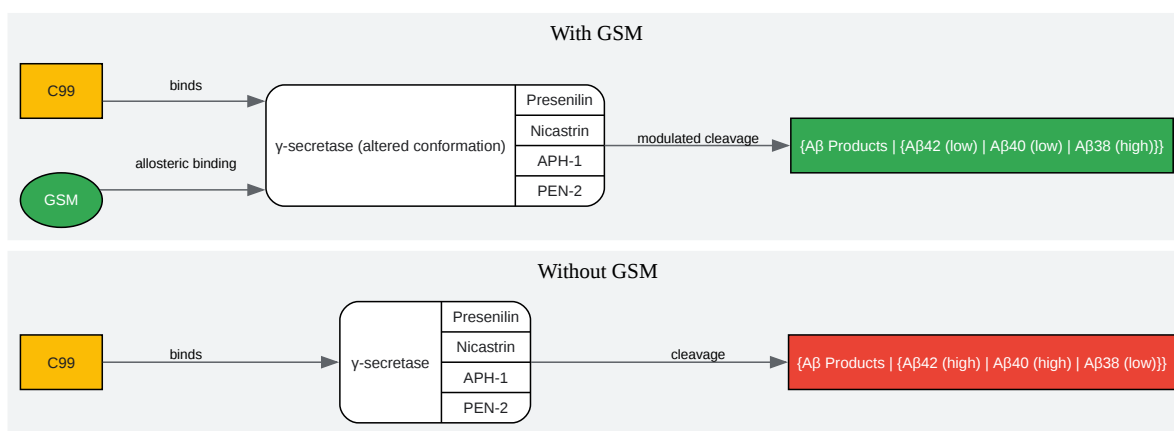 With GSM
C99
binds
allosteric binding
GSM
γ-secretase (altered conformation)
Presenilin
Nicastrin
APH-1
PEN-2
modulated cleavage
{Aβ Products | {Aβ42 (low) | Aβ40 (low) | Aβ38 (high)}}
Without GSM
C99
binds
γ-secretase
Presenilin
Nicastrin
APH-1
PEN-2
cleavage
{Aβ Products | {Aβ42 (high) | Aβ40 (high) | Aβ38 (low)}}